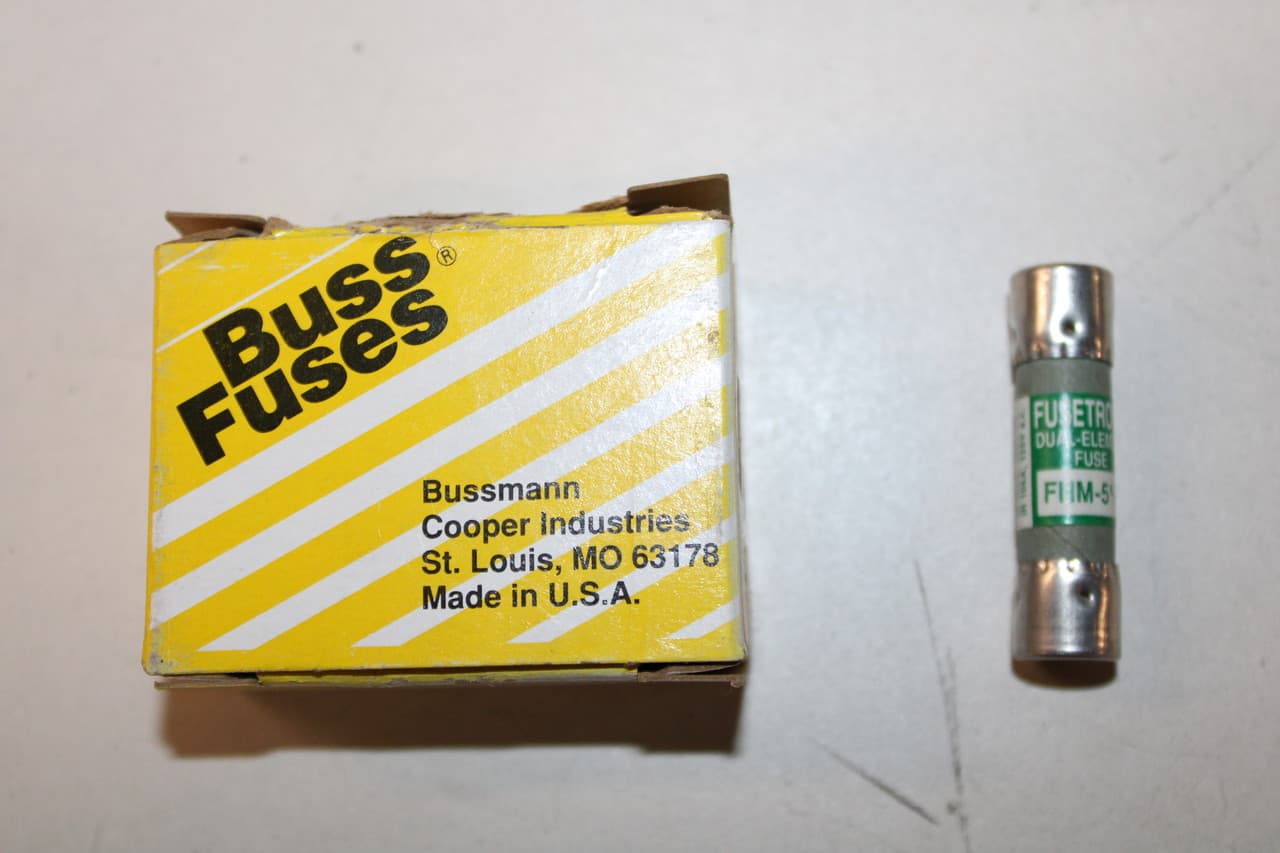 Buss®
Fuses
Bussmann
Cooper Industries
St. Louis, MO 63178
Made in U.S.A.
FUSETRO
DUAL-ELEM
FUSE